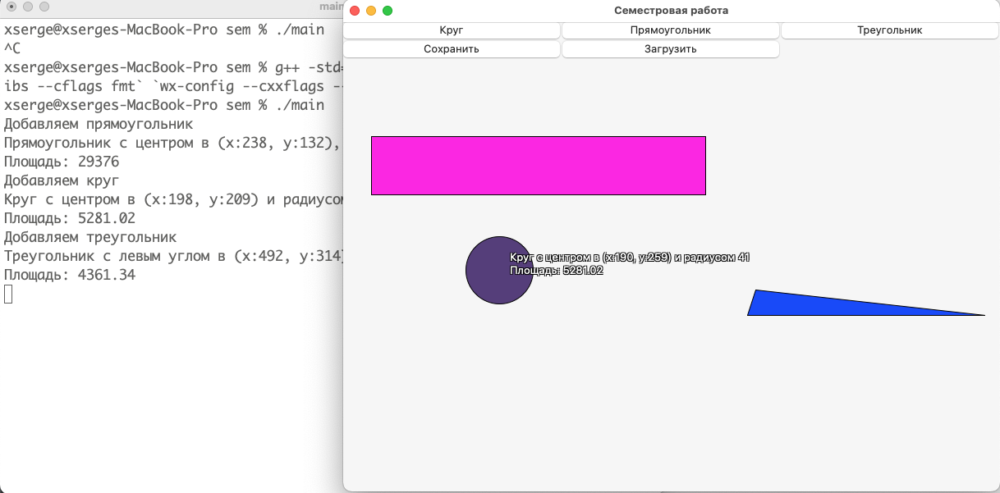 main
xserge@xserges-MacBook-Pro sem % ./main
^C
xserge@xserges-MacBook-Pro sem % g++ -std=
ibs --cflags fmt` `wx-config --cxxflags -
xserge@xserges-MacBook-Pro sem % ./main
Добавляем прямоугольник
Прямоугольник с центром в (x:238, y:132),
Площадь: 29376
Добавляем круг
Круг с центром в (x:198, y:209) и радиусом
Площадь: 5281.02
Добавляем треугольник
Треугольник с левым углом в (x:492, y:314)
Площадь: 4361.34
Семестровая работа
Круг
Прямоугольник
Треугольник
Сохранить
Загрузить
Круг с центром в (x:190, y:259) и радиусом 41
Площадь: 5281.02